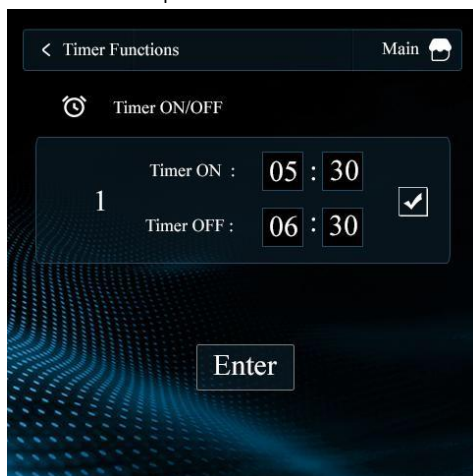 < Timer Functions Main
Timer ON/OFF
Timer ON : 05 : 30
1
Timer OFF : 06 : 30
Enter